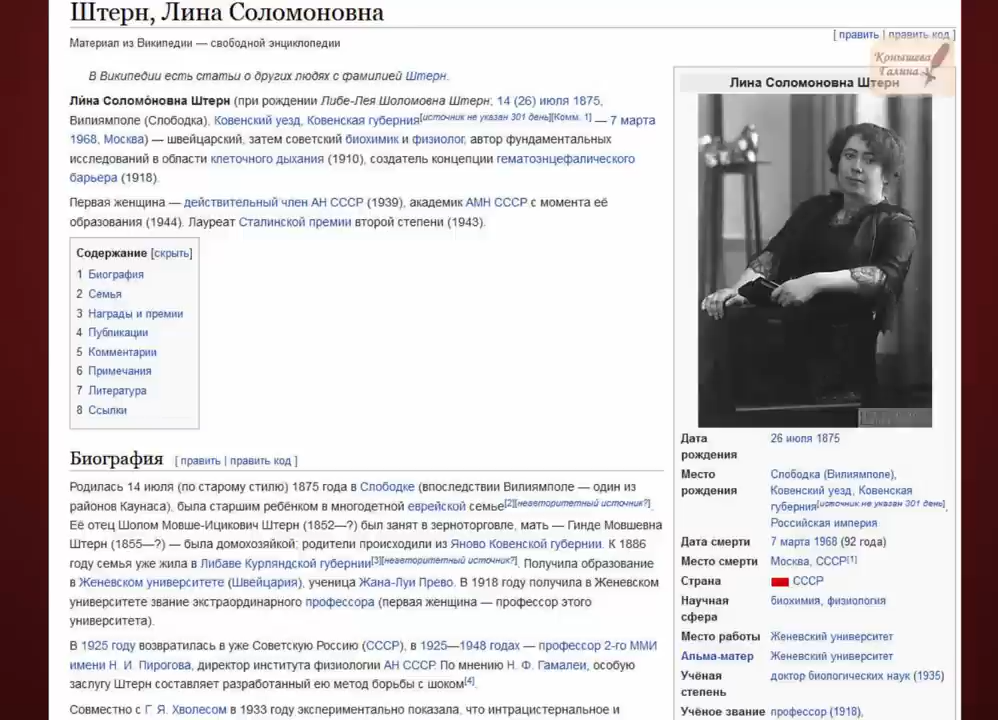 Штерн, Лина Соломоновна
Материал из Википедии — свободной энциклопедии
[ править | править код ]
Конышева
Галина
В Википедии есть статьи о других людях с фамилией Штерн.
Ли́на Соломо́новна Штерн (при рождении Либе-Лея Шоломовна Штерн; 14 (26) июля 1875,
Вилиямполе (Слободка), Ковенский уезд, Ковенская губерния[источник не указан 301 день][Комм. 1] — 7 марта
1968, Москва) — швейцарский, затем советский биохимик и физиолог, автор фундаментальных
исследований в области клеточного дыхания (1910), создатель концепции гематоэнцефалического
барьера (1918).
Первая женщина — действительный член АН СССР (1939), академик АМН СССР с момента её
образования (1944). Лауреат Сталинской премии второй степени (1943).
Содержание [скрыть]
1 Биография
2 Семья
3 Награды и премии
4 Публикации
5 Комментарии
6 Примечания
7 Литература
8 Ссылки
Биография [ править | править код ]
Родилась 14 июля (по старому стилю) 1875 года в Слободке (впоследствии Вилиямполе — один из
районов Каунаса), была старшим ребёнком в многодетной еврейской семье[2][неавторитетный источник?].
Её отец Шолом Мовше-Ицикович Штерн (1852—?) был занят в зерноторговле, мать — Гинде Мовшевна
Штерн (1855—?) — была домохозяйкой; родители происходили из Яново Ковенской губернии. К 1886
году семья уже жила в Либаве Курляндской губернии[3][неавторитетный источник?]. Получила образование
в Женевском университете (Швейцария), ученица Жана-Луи Прево. В 1918 году получила в Женевском
университете звание экстраординарного профессора (первая женщина — профессор этого
университета).
В 1925 году возвратилась в уже Советскую Россию (СССР), в 1925—1948 годах — профессор 2-го ММИ
имени Н. И. Пирогова, директор института физиологии АН СССР По мнению Н. Ф. Гамалеи, особую
заслугу Штерн составляет разработанный ею метод борьбы с шоком[4].
Совместно с Г. Я. Хволесом в 1933 году экспериментально показала, что интрацистернальное и
Лина Соломоновна Штерн
Дата рождения
26 июля 1875
Место рождения
Слободка (Вилиямполе),
Ковенский уезд, Ковенская
губерния[источник не указан 301 день],
Российская империя
Дата смерти 7 марта 1968 (92 года)
Место смерти Москва, СССР[1]
Страна СССР
Научная сфера
биохимия, физиология
Место работы Женевский университет
Альма-матер Женевский университет
Учёная степень
доктор биологических наук (1935)
Учёное звание профессор (1918),